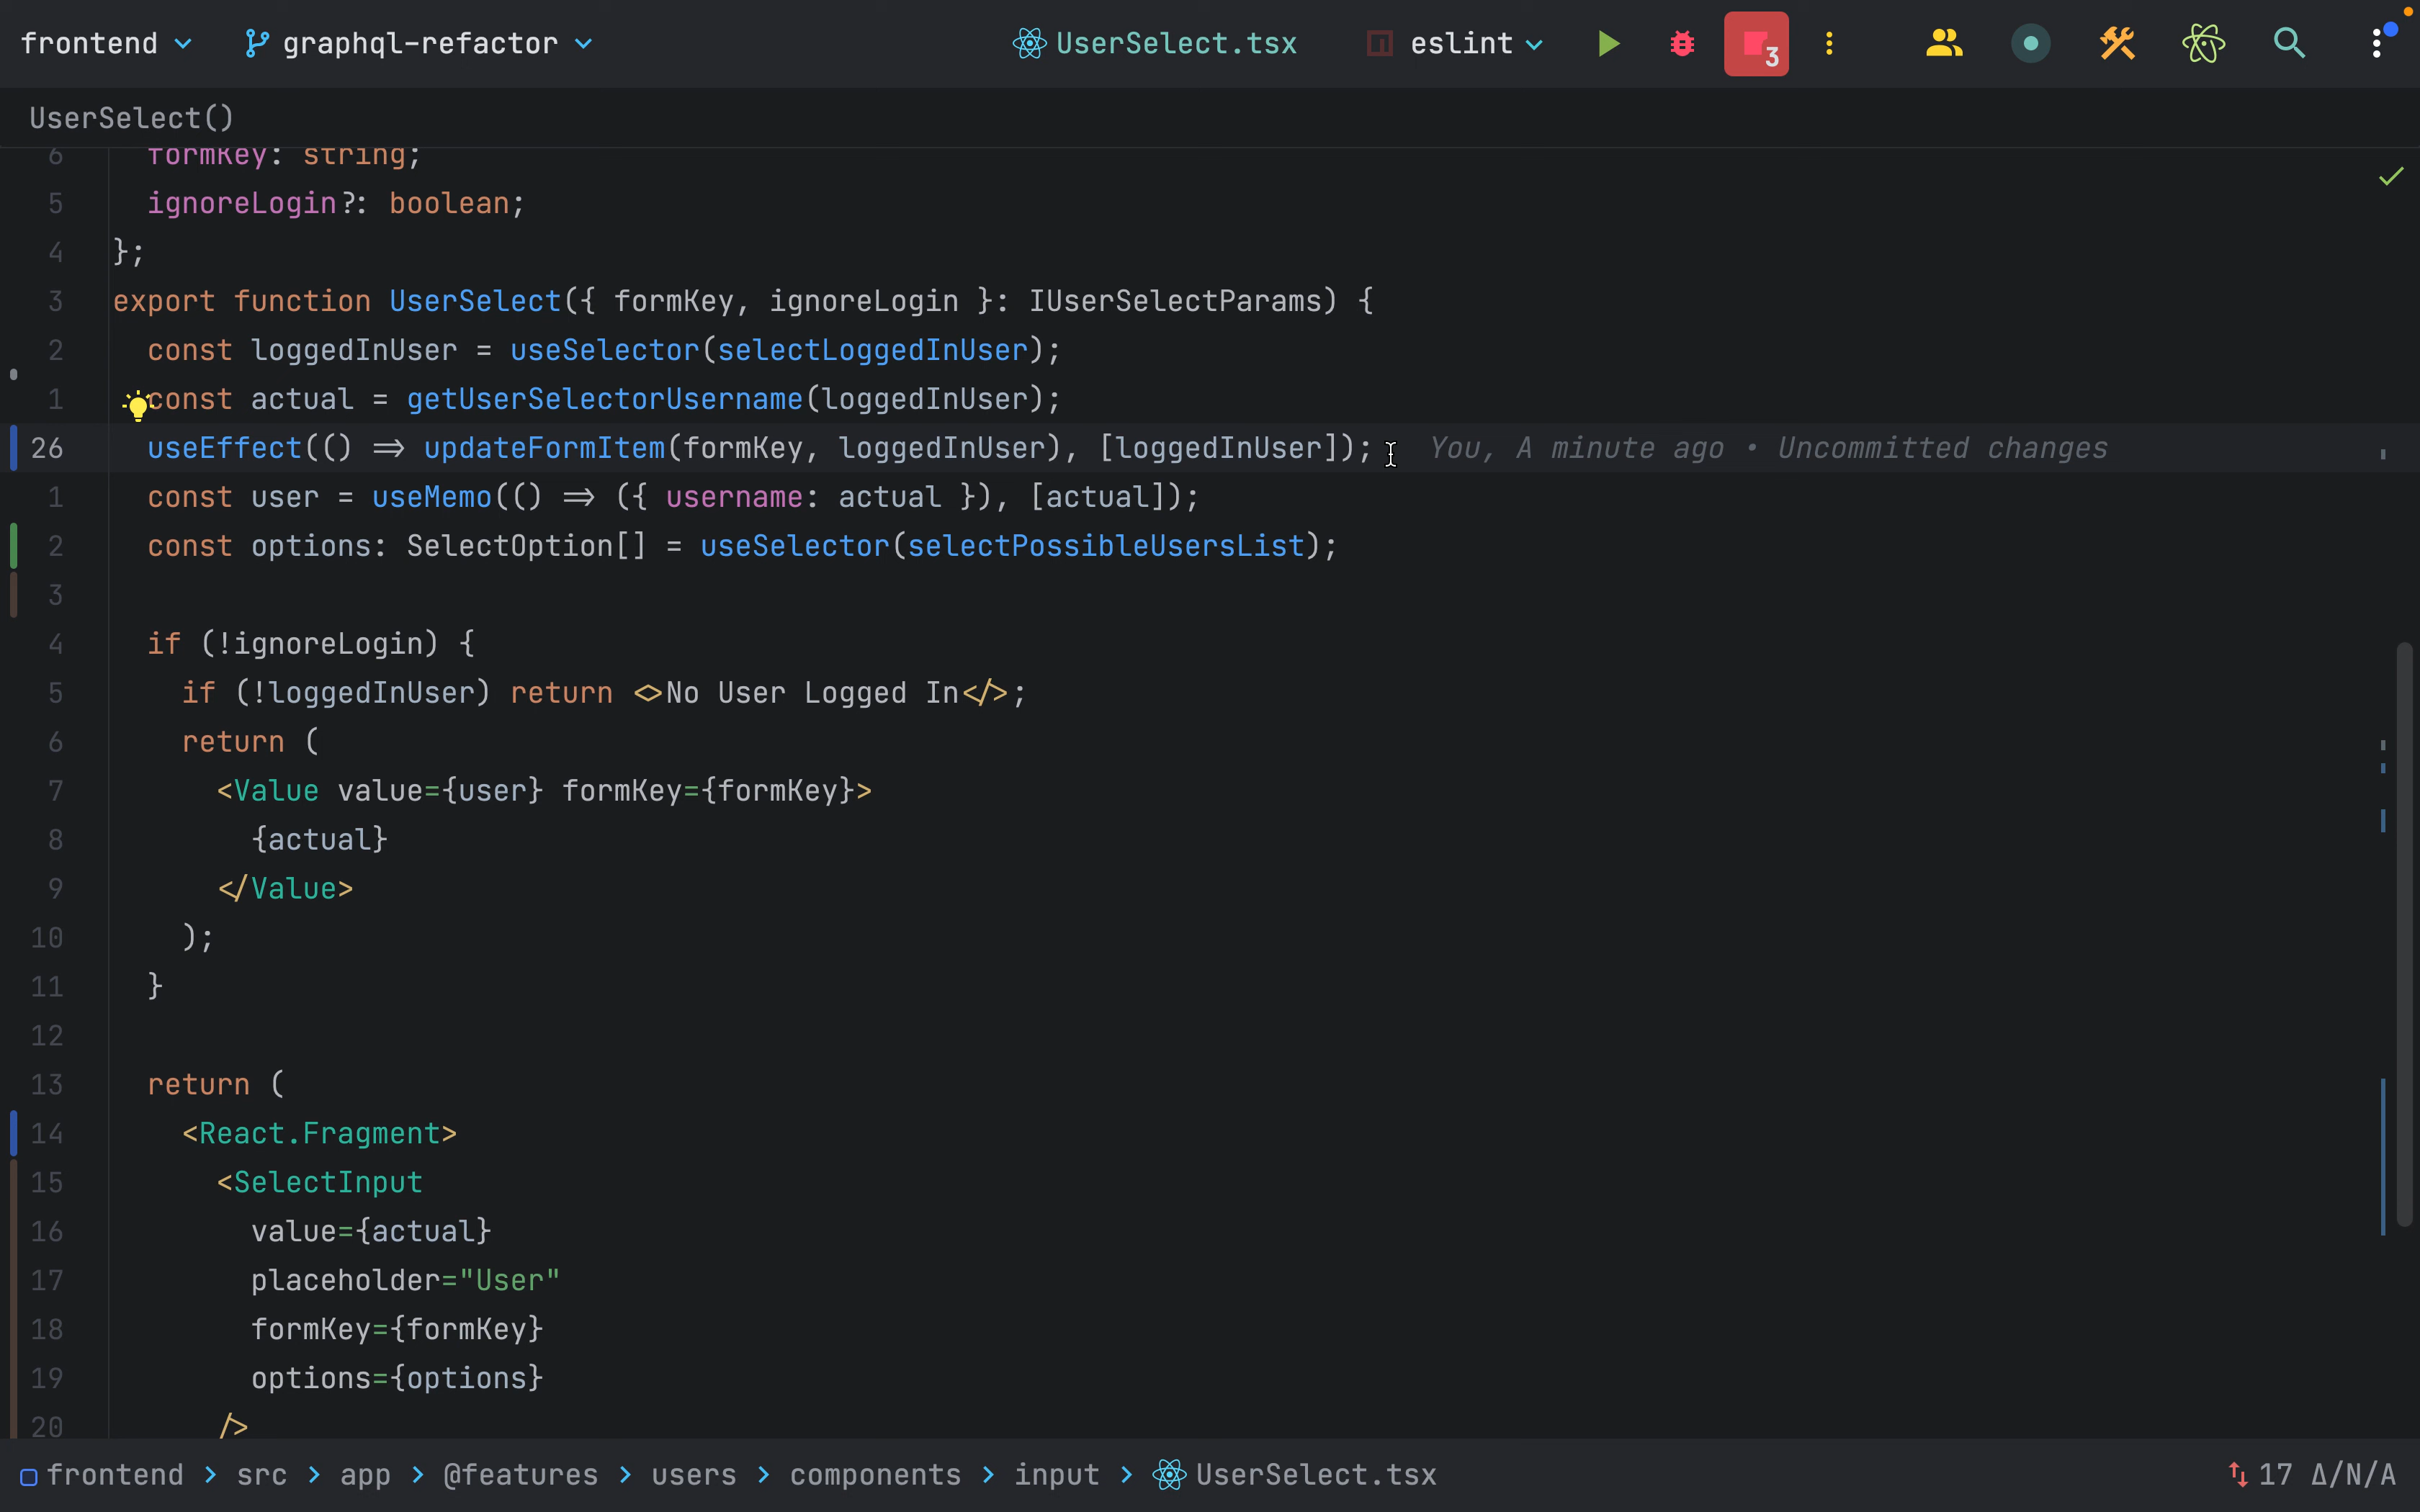 frontend graphql-refactor UserSelect.tsx eslint 3
UserSelect()
6 formKey: string;
5 ignoreLogin?: boolean;
4 };
3 export function UserSelect({ formKey, ignoreLogin }: IUserSelectParams) {
2 const loggedInUser = useSelector(selectLoggedInUser);
1 const actual = getUserSelectorUsername(loggedInUser);
26 useEffect(() => updateFormItem(formKey, loggedInUser), [loggedInUser]); You, A minute ago • Uncommitted changes
1 const user = useMemo(() => ({ username: actual }), [actual]);
2 const options: SelectOption[] = useSelector(selectPossibleUsersList);
3
4 if (!ignoreLogin) {
5 if (!loggedInUser) return <>No User Logged In</>;
6 return (
7 <Value value={user} formKey={formKey}>
8 {actual}
9 </Value>
10 );
11 }
12
13 return (
14 <React.Fragment>
15 <SelectInput
16 value={actual}
17 placeholder="User"
18 formKey={formKey}
19 options={options}
20 />
frontend > src > app > @features > users > components > input > UserSelect.tsx 17 Δ/N/A